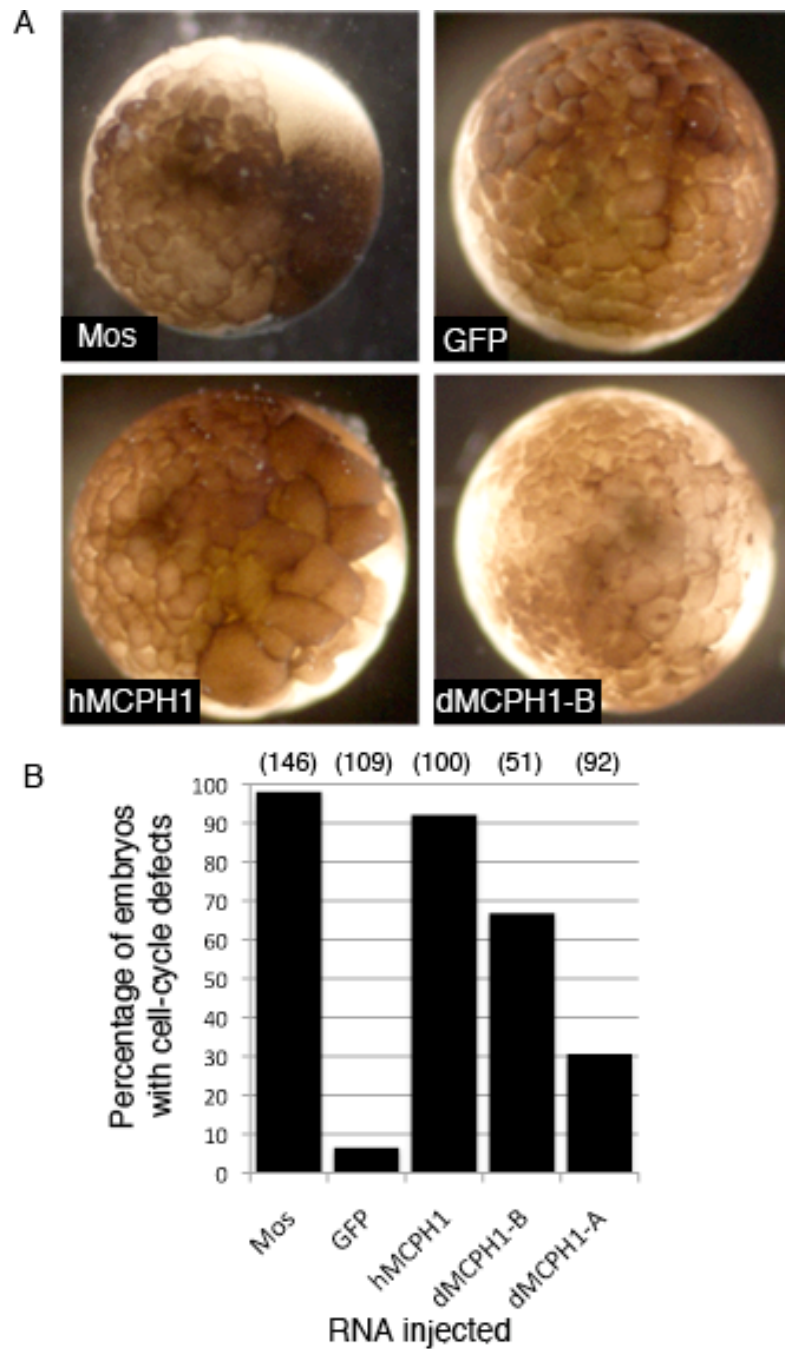 A
Mos
GFP
hMCPH1
dMCPH1-B
B
(146) (109) (100) (51) (92)
Percentage of embryos
with cell-cycle defects
100
90
80
70
60
50
40
30
20
10
0
Mos
GFP
hMCPH1
dMCPH1-B
dMCPH1-A
RNA injected